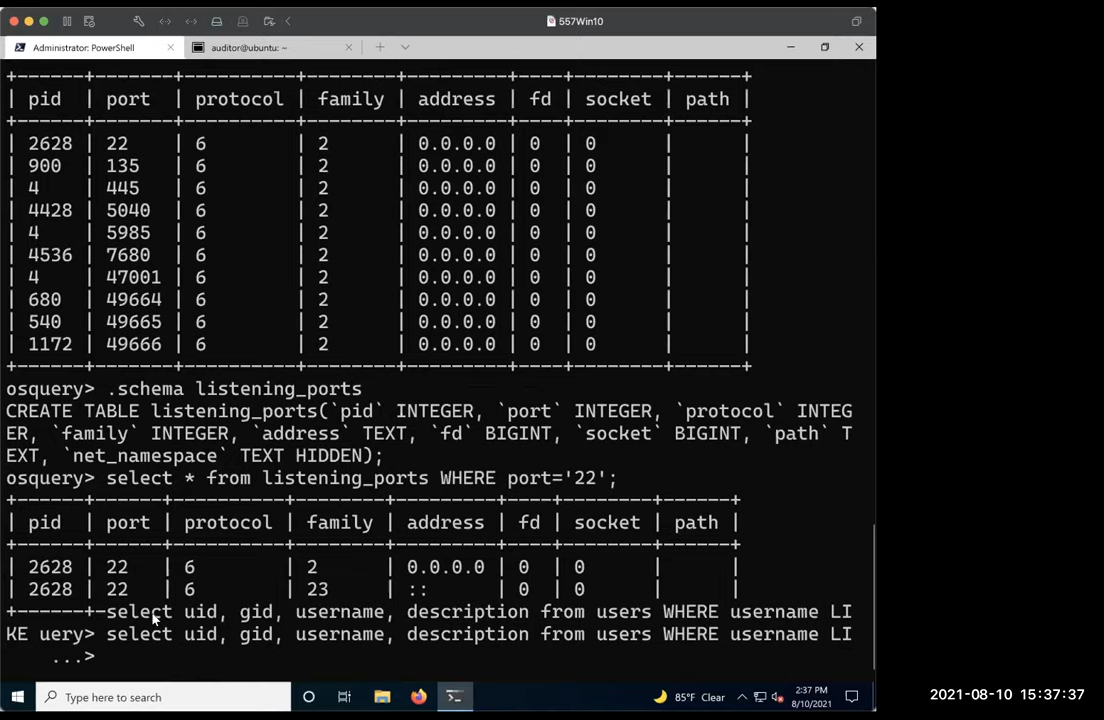 557Win10
Administrator: PowerShell
auditor@ubuntu: ~
+------+-------+----------+--------+---------+----+--------+------+
| pid | port | protocol | family | address | fd | socket | path |
+------+-------+----------+--------+---------+----+--------+------+
| 2628 | 22 | 6 | 2 | 0.0.0.0 | 0 | 0 | |
| 900 | 135 | 6 | 2 | 0.0.0.0 | 0 | 0 | |
| 4 | 445 | 6 | 2 | 0.0.0.0 | 0 | 0 | |
| 4428 | 5040 | 6 | 2 | 0.0.0.0 | 0 | 0 | |
| 4 | 5985 | 6 | 2 | 0.0.0.0 | 0 | 0 | |
| 4536 | 7680 | 6 | 2 | 0.0.0.0 | 0 | 0 | |
| 4 | 47001 | 6 | 2 | 0.0.0.0 | 0 | 0 | |
| 680 | 49664 | 6 | 2 | 0.0.0.0 | 0 | 0 | |
| 540 | 49665 | 6 | 2 | 0.0.0.0 | 0 | 0 | |
| 1172 | 49666 | 6 | 2 | 0.0.0.0 | 0 | 0 | |
+------+-------+----------+--------+---------+----+--------+------+
osquery> .schema listening_ports
CREATE TABLE listening_ports(`pid` INTEGER, `port` INTEGER, `protocol` INTEG
ER, `family` INTEGER, `address` TEXT, `fd` BIGINT, `socket` BIGINT, `path` T
EXT, `net_namespace` TEXT HIDDEN);
osquery> select * from listening_ports WHERE port='22';
+------+------+----------+--------+---------+----+--------+------+
| pid | port | protocol | family | address | fd | socket | path |
+------+------+----------+--------+---------+----+--------+------+
| 2628 | 22 | 6 | 2 | 0.0.0.0 | 0 | 0 | |
| 2628 | 22 | 6 | 23 | :: | 0 | 0 | |
+------+-select uid, gid, username, description from users WHERE username LI
KE uery> select uid, gid, username, description from users WHERE username LI
...>
Type here to search
85°F Clear
2:37 PM
8/10/2021
2021-08-10 15:37:37